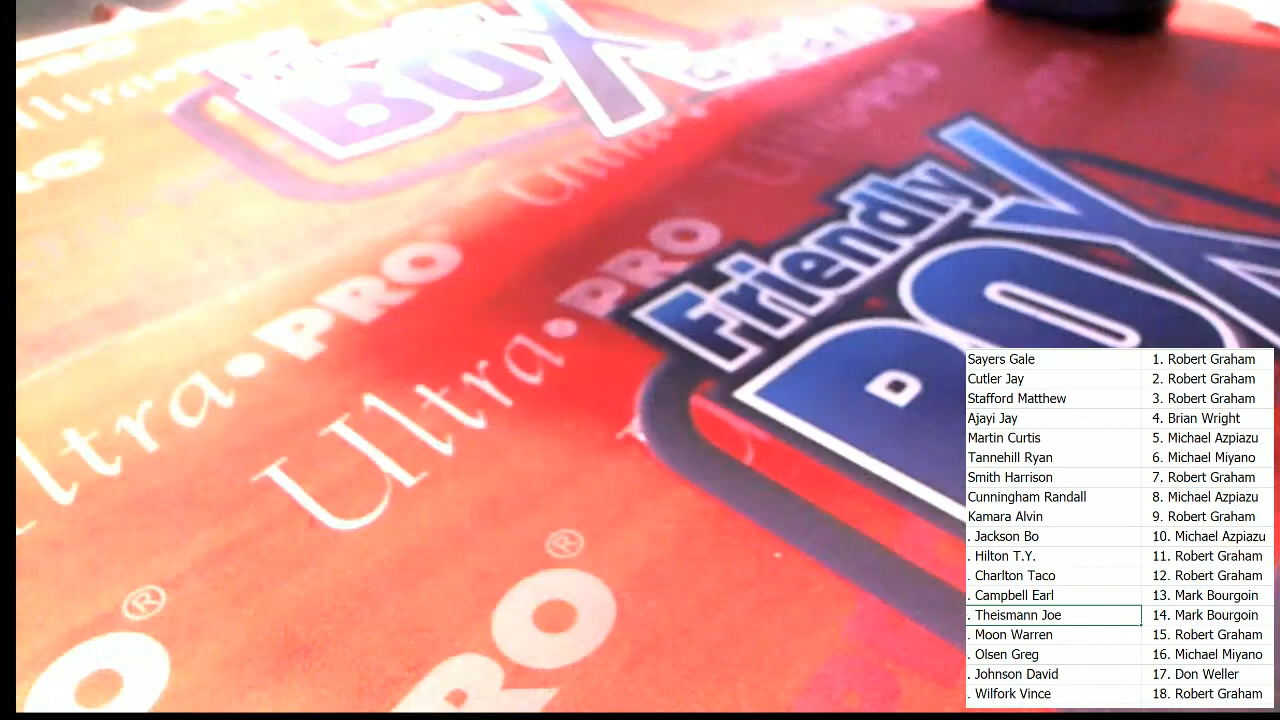 Friendly
BOX
Ultra
PRO
Ultra•PRO®
Friendly
BOX
ltra•PRO®
Ultra•PRO®
PRO®
PRO®
Sayers Gale 1. Robert Graham
Cutler Jay 2. Robert Graham
Stafford Matthew 3. Robert Graham
Ajayi Jay 4. Brian Wright
Martin Curtis 5. Michael Azpiazu
Tannehill Ryan 6. Michael Miyano
Smith Harrison 7. Robert Graham
Cunningham Randall 8. Michael Azpiazu
Kamara Alvin 9. Robert Graham
. Jackson Bo 10. Michael Azpiazu
. Hilton T.Y. 11. Robert Graham
. Charlton Taco 12. Robert Graham
. Campbell Earl 13. Mark Bourgoin
. Theismann Joe 14. Mark Bourgoin
. Moon Warren 15. Robert Graham
. Olsen Greg 16. Michael Miyano
. Johnson David 17. Don Weller
. Wilfork Vince 18. Robert Graham